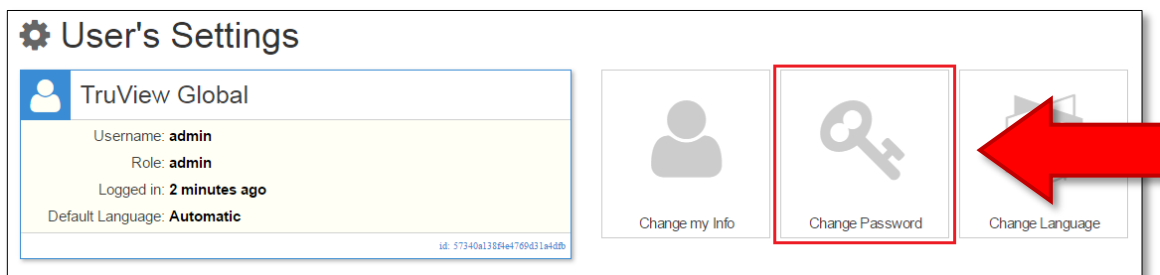 User's Settings
TruView Global
Username: admin
Role: admin
Logged in: 2 minutes ago
Default Language: Automatic
id: 57340a138f4e4769d31a4dfb
Change my Info
Change Password
Change Language